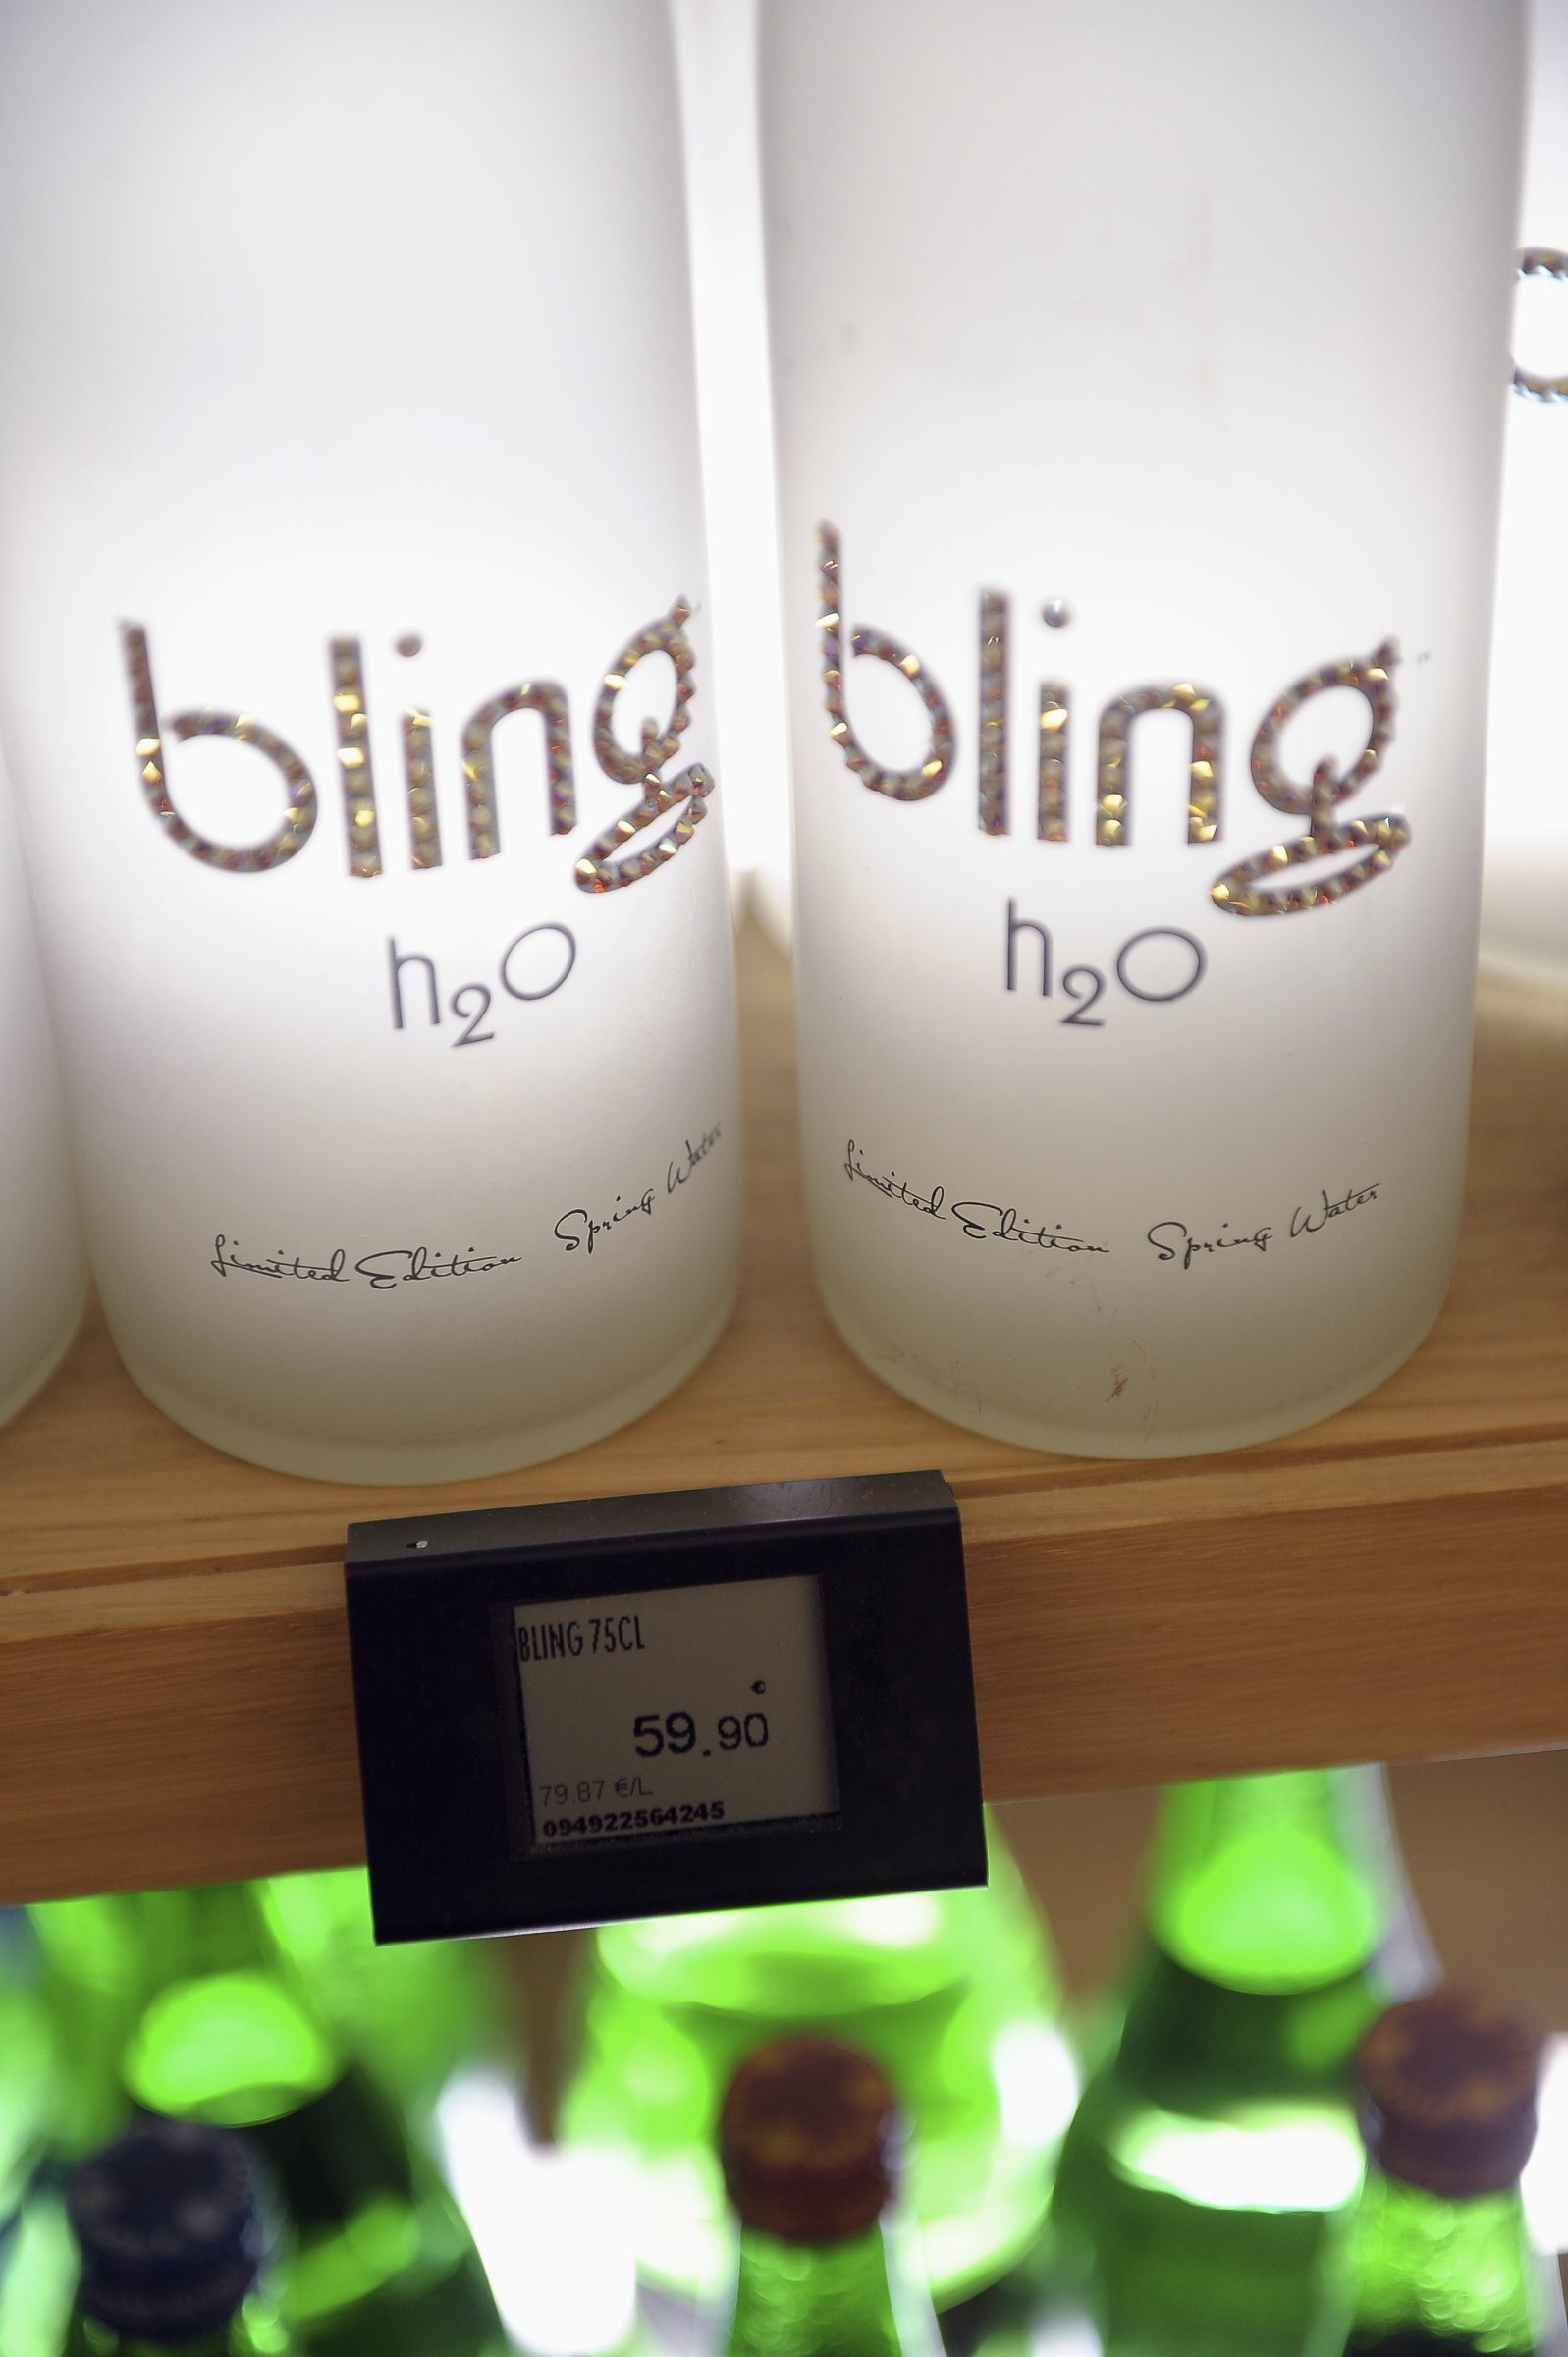 bling
h2O
Limited Edition Spring Water
bling
h2O
Limited Edition Spring Water
BLING 75CL
€
59.90
79.87 €/L
094922564245